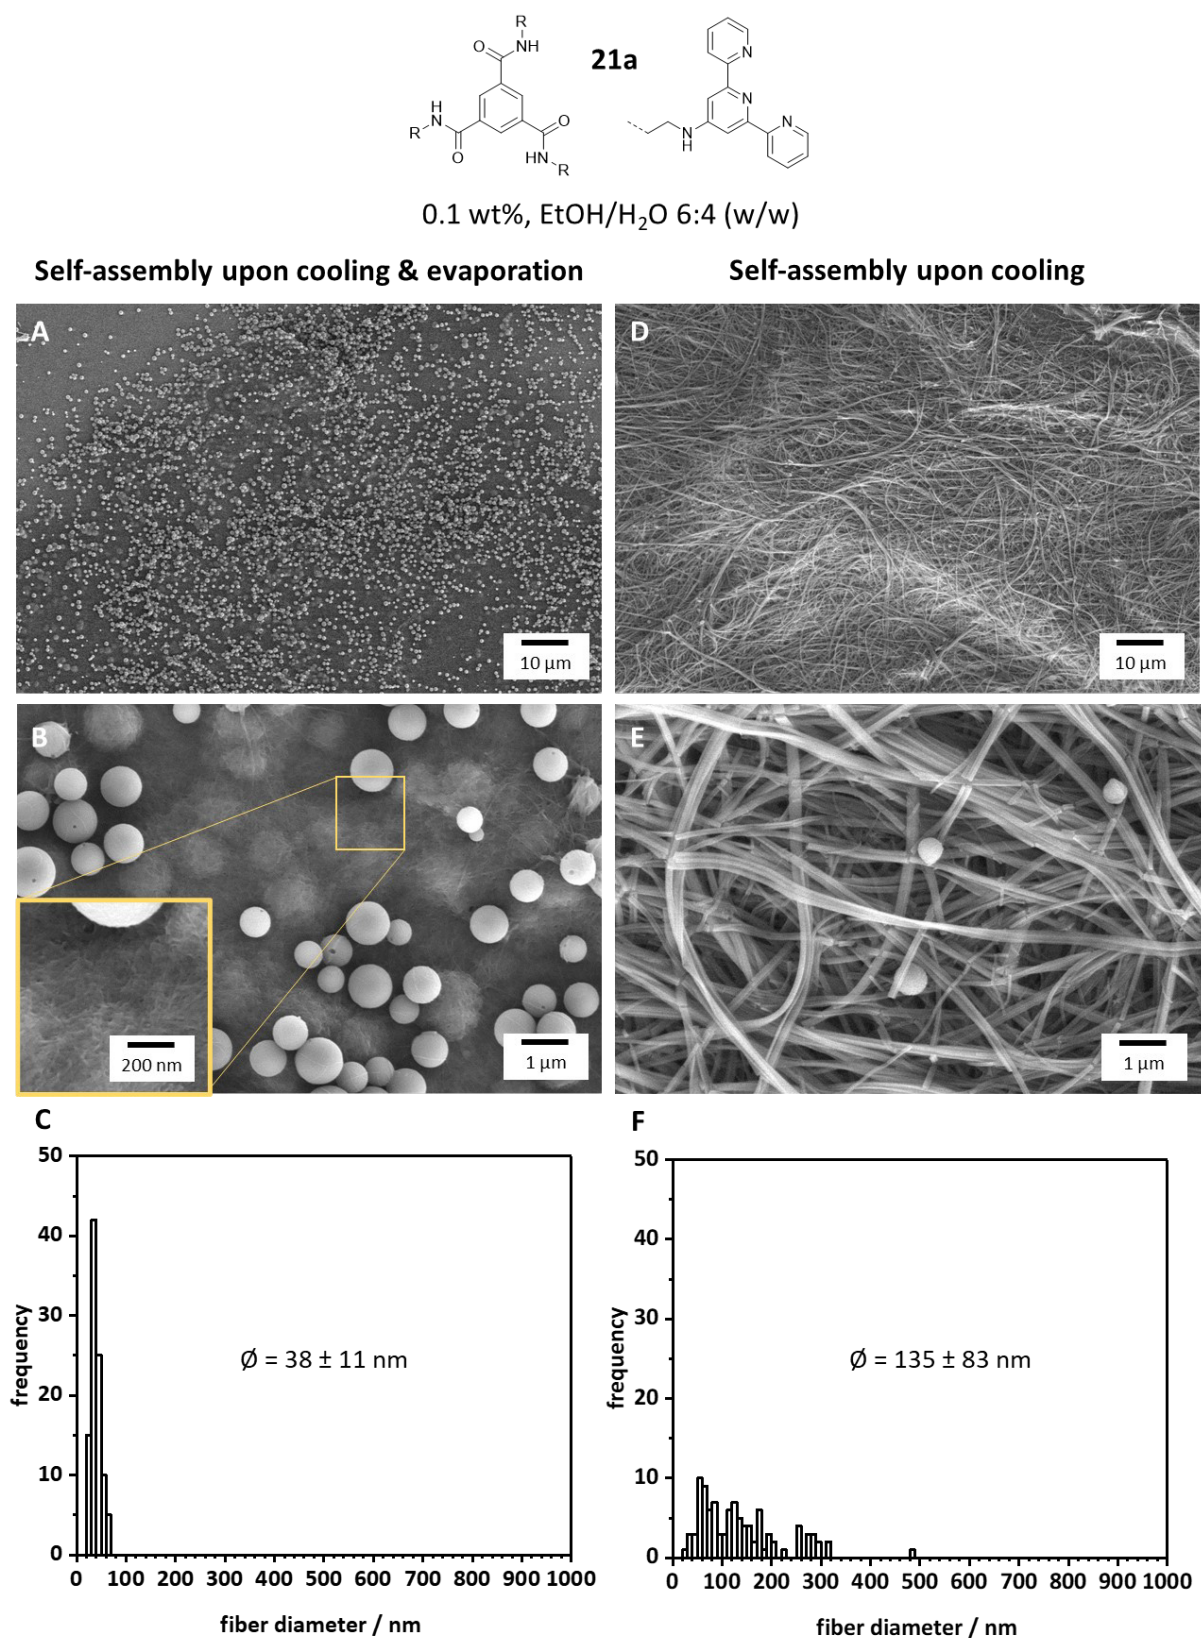 R
O
NH
21a
N
H
N
R
N
O
O
N
H
N
HN
O
R
0.1 wt%, EtOH/H₂O 6:4 (w/w)
Self-assembly upon cooling & evaporation
Self-assembly upon cooling
A
10 µm
D
10 µm
B
200 nm
1 µm
E
1 µm
C
50
40
30
20
10
0
frequency
Ø = 38 ± 11 nm
0 100 200 300 400 500 600 700 800 900 1000
fiber diameter / nm
F
50
40
30
20
10
0
frequency
Ø = 135 ± 83 nm
0 100 200 300 400 500 600 700 800 900 1000
fiber diameter / nm